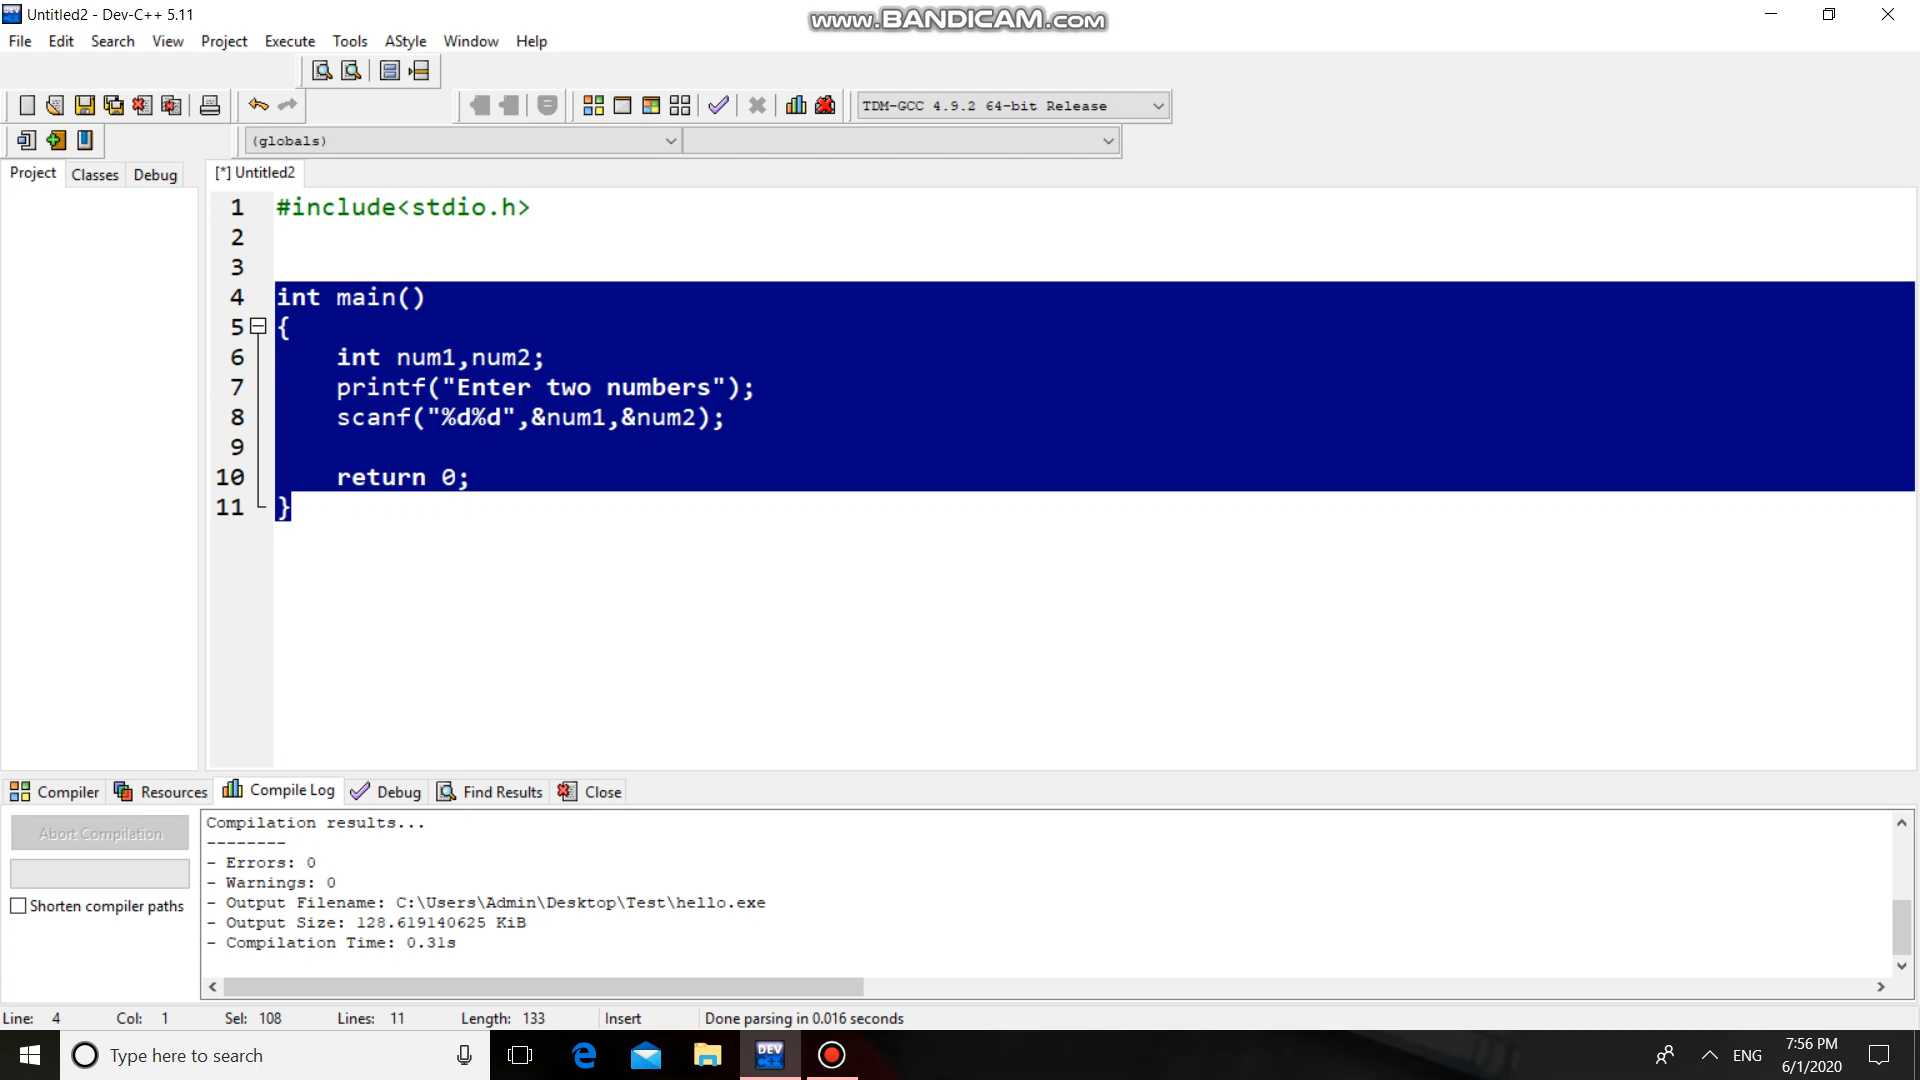 Untitled2 - Dev-C++ 5.11
www.BANDICAM.com
File Edit Search View Project Execute Tools AStyle Window Help
TDM-GCC 4.9.2 64-bit Release
(globals)
Project Classes Debug
[*] Untitled2
1 #include<stdio.h>
2
3
4 int main()
5 {
6 int num1,num2;
7 printf("Enter two numbers");
8 scanf("%d%d",&num1,&num2);
9
10 return 0;
11 }
Compiler Resources Compile Log Debug Find Results Close
Abort Compilation
Shorten compiler paths
Compilation results...
--------
- Errors: 0
- Warnings: 0
- Output Filename: C:\Users\Admin\Desktop\Test\hello.exe
- Output Size: 128.619140625 KiB
- Compilation Time: 0.31s
Line: 4 Col: 1 Sel: 108 Lines: 11 Length: 133 Insert Done parsing in 0.016 seconds
Type here to search
DEV C++
ENG
7:56 PM
6/1/2020